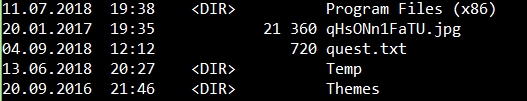 11.07.2018 19:38 <DIR> Program Files (x86)
20.01.2017 19:35 21 360 qHsONn1FaTU.jpg
04.09.2018 12:12 720 quest.txt
13.06.2018 20:27 <DIR> Temp
20.09.2016 21:46 <DIR> Themes